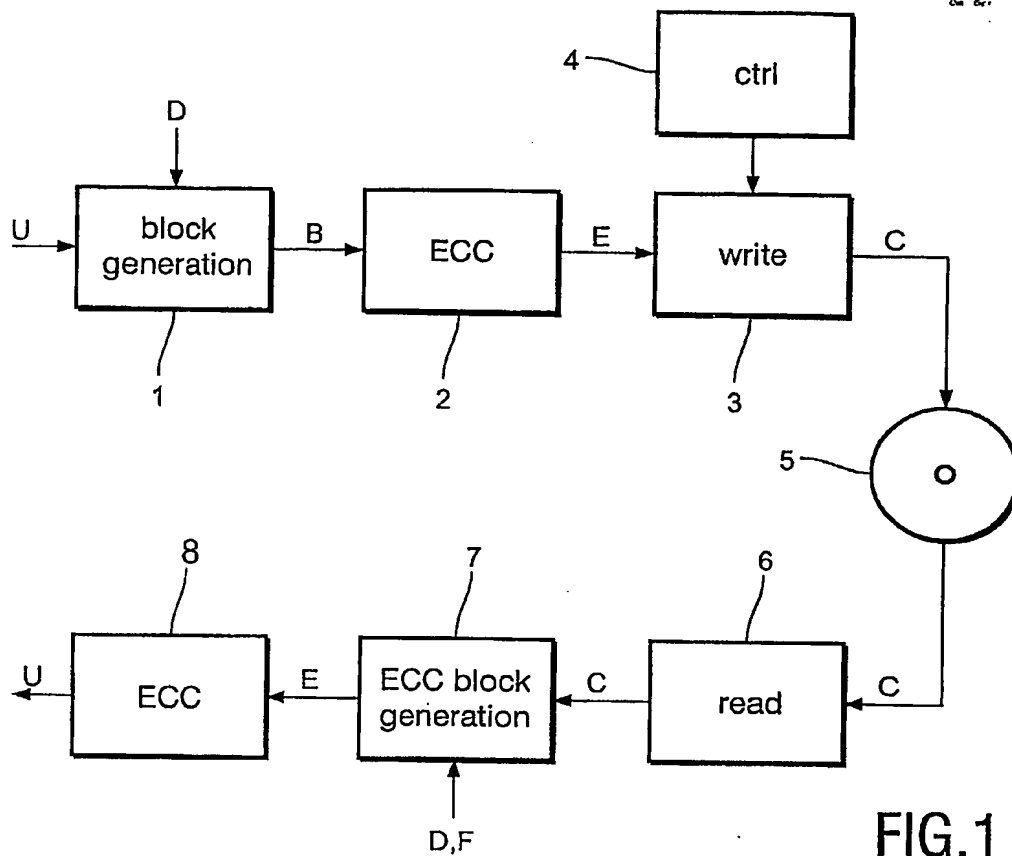 4
ctrl
D
U
block
generation
B
ECC
E
write
C
1
2
3
5
8
7
6
U
ECC
E
ECC block
generation
C
read
C
D,F
FIG.1